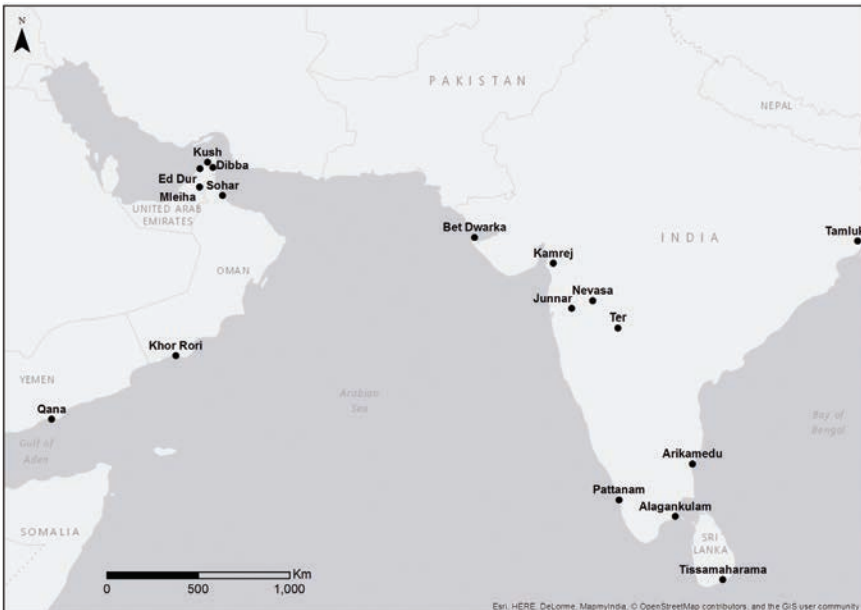 N
PAKISTAN
NEPAL
Kush
Dibba
Ed Dur
Sohar
Mleiha
UNITED ARAB
EMIRATES
Bet Dwarka
INDIA
Tamluk
Kamrej
OMAN
Nevasa
Junnar
Ter
Khor Rori
YEMEN
Arabian
Sea
Qana
Bay of
Bengal
Gulf of
Aden
Arikamedu
Pattanam
Alagankulam
SOMALIA
SRI
LANKA
Tissamaharama
Km
0 500 1,000
Esri, HERE, DeLorme, MapmyIndia, © OpenStreetMap contributors, and the GIS user community